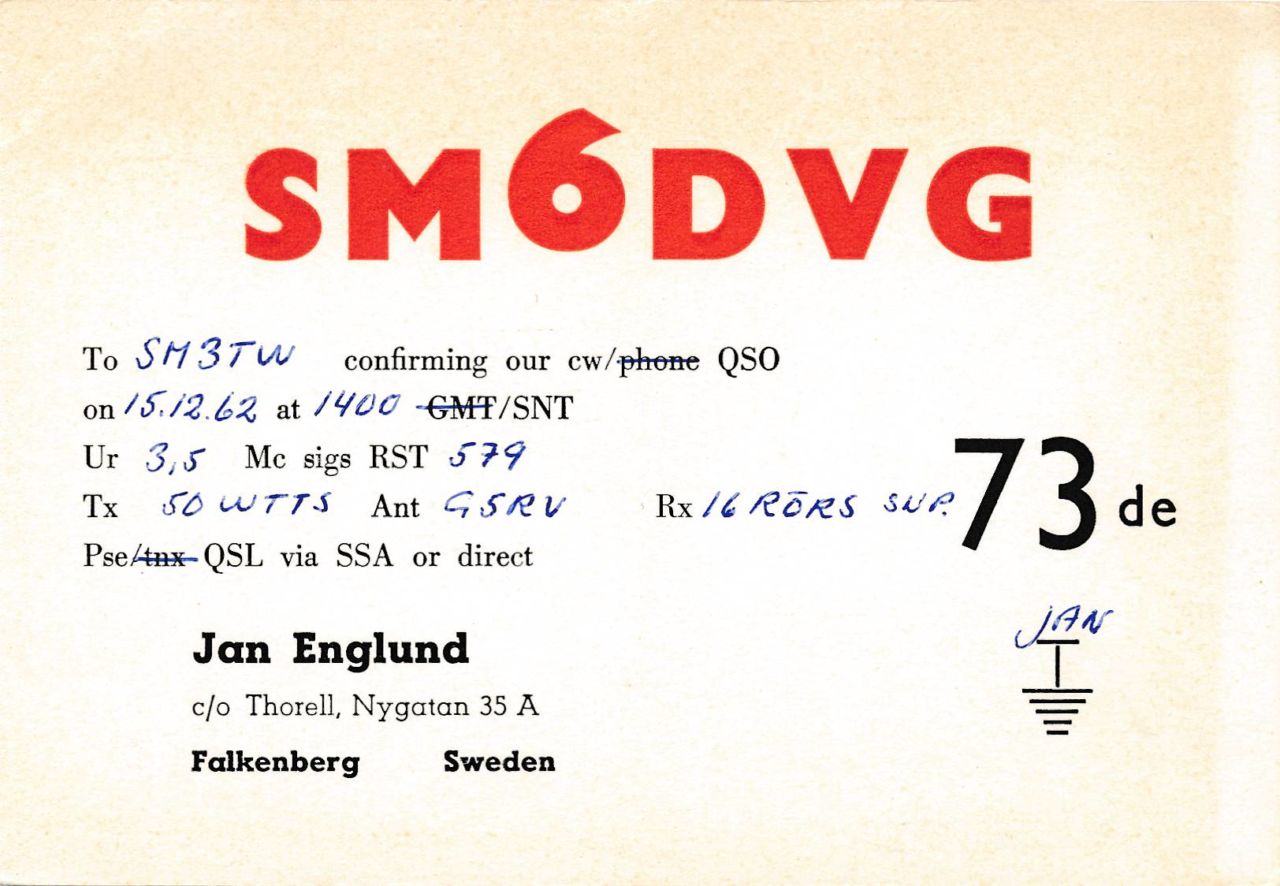 SM6DVG
To SM3TW confirming our cw/phone QSO
on 15.12.62 at 1400 GMT/SNT
Ur 3,5 Mc sigs RST 579
Tx 50 WTTS Ant G5RV Rx 16 RÖRS SUP.
73 de
Pse/tnx QSL via SSA or direct
JAN
Jan Englund
c/o Thorell, Nygatan 35 A
Falkenberg Sweden